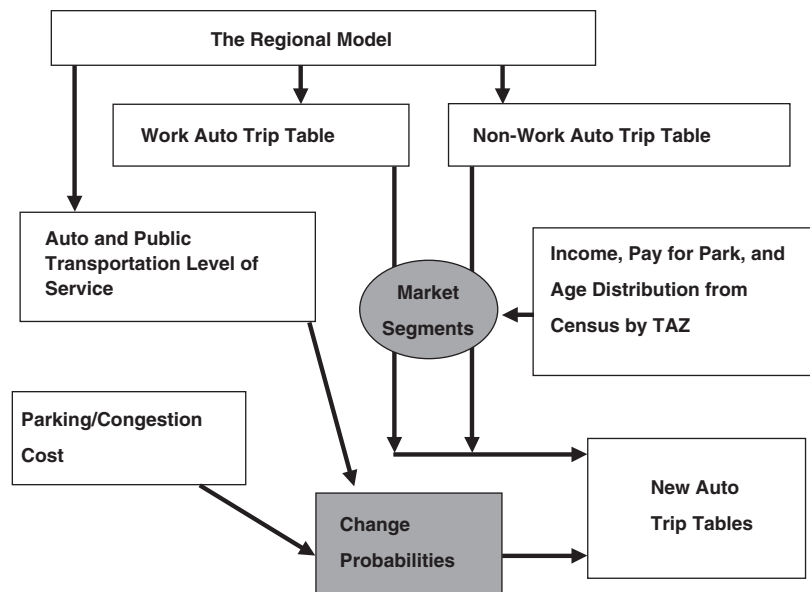 The Regional Model
Work Auto Trip Table
Non-Work Auto Trip Table
Auto and Public
Transportation Level of
Service
Market
Segments
Income, Pay for Park, and
Age Distribution from
Census by TAZ
Parking/Congestion
Cost
Change
Probabilities
New Auto
Trip Tables